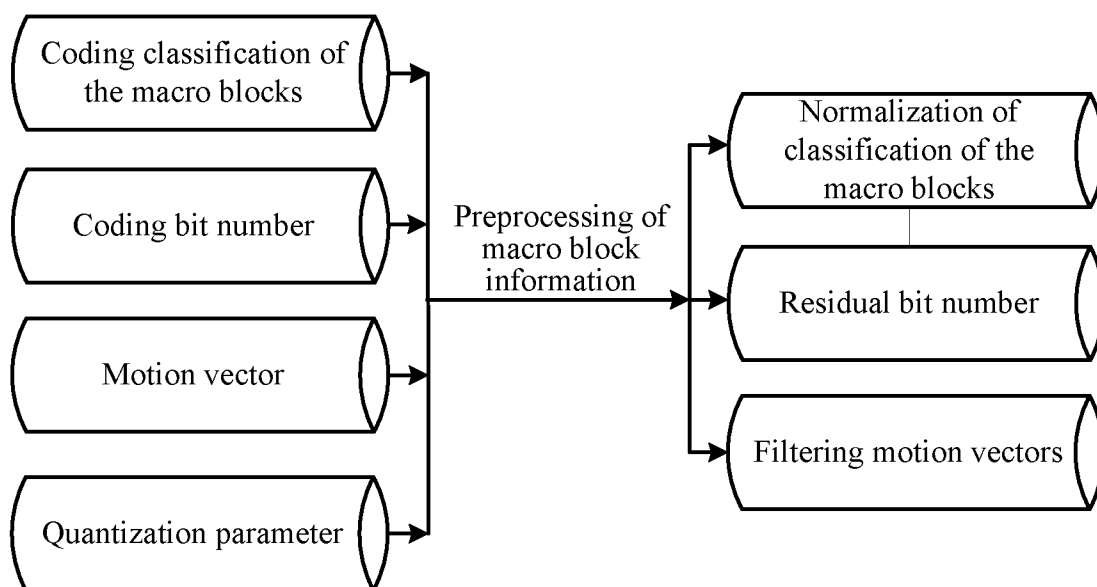 Coding classification of
the macro blocks
Coding bit number
Motion vector
Quantization parameter
Preprocessing of
macro block
information
Normalization of
classification of the
macro blocks
Residual bit number
Filtering motion vectors